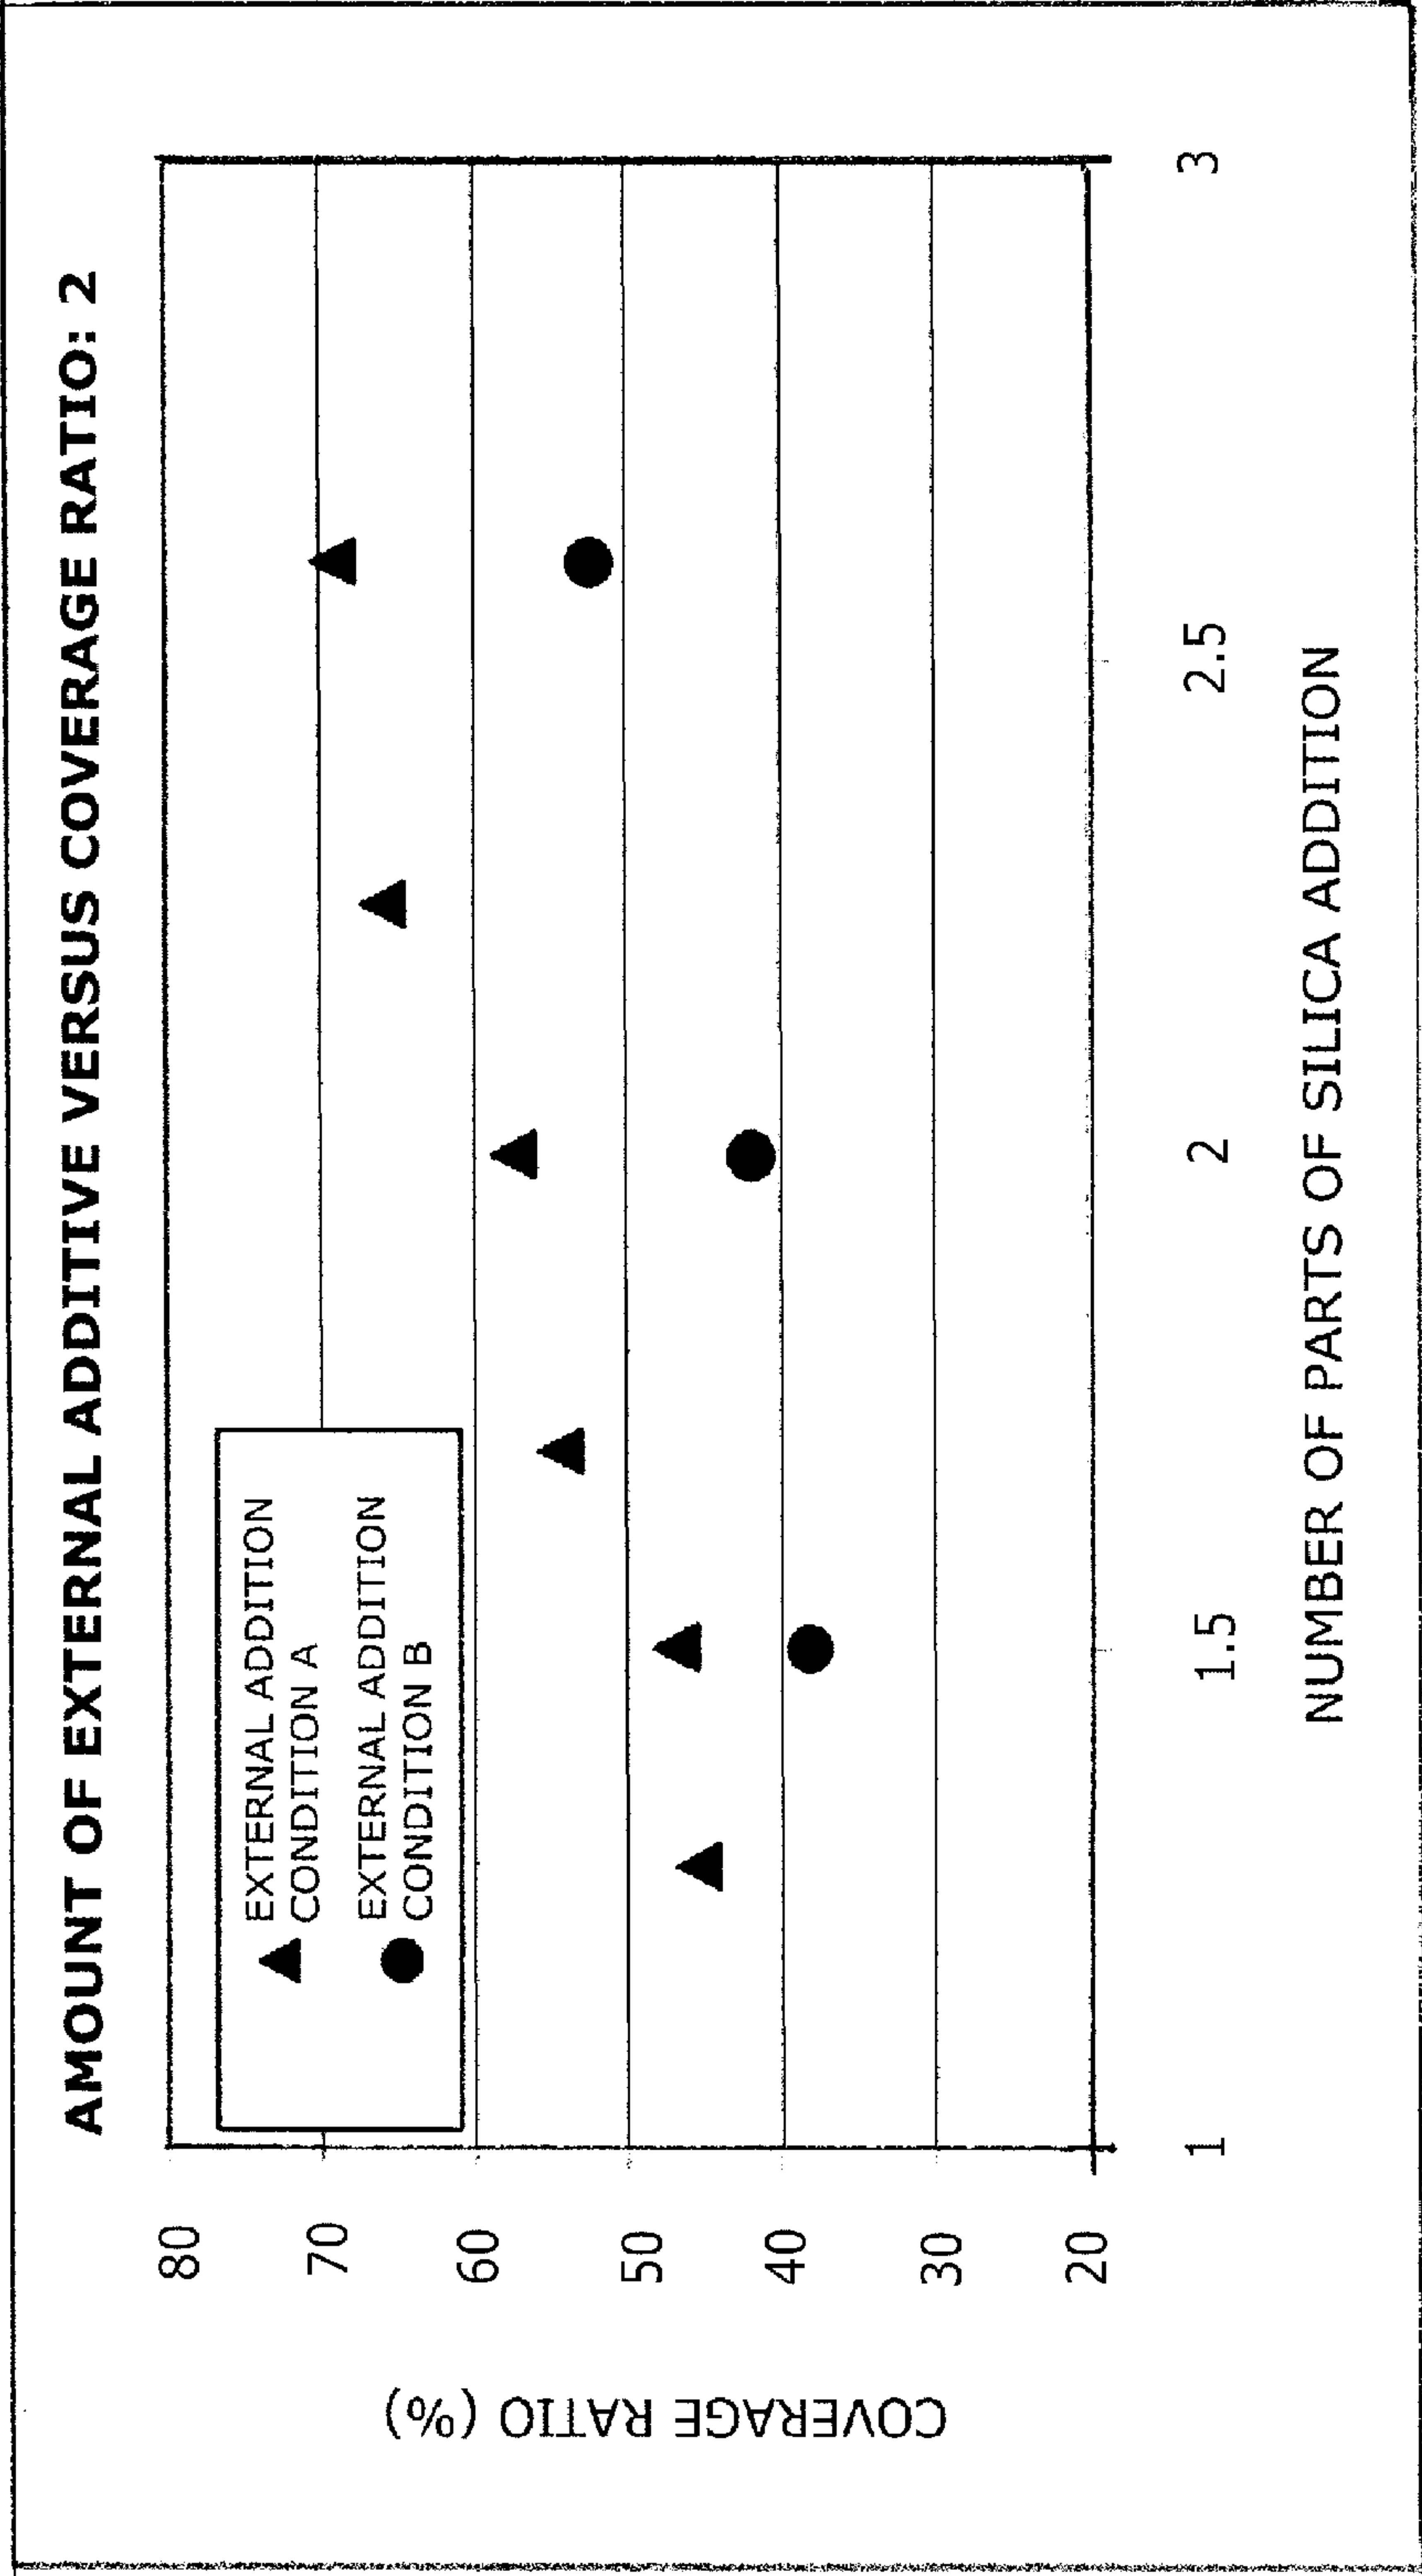 AMOUNT OF EXTERNAL ADDITIVE VERSUS COVERAGE RATIO: 2
EXTERNAL ADDITION
CONDITION A
EXTERNAL ADDITION
CONDITION B
80
70
60
50
40
30
20
COVERAGE RATIO (%)
1
1.5
2
2.5
3
NUMBER OF PARTS OF SILICA ADDITION